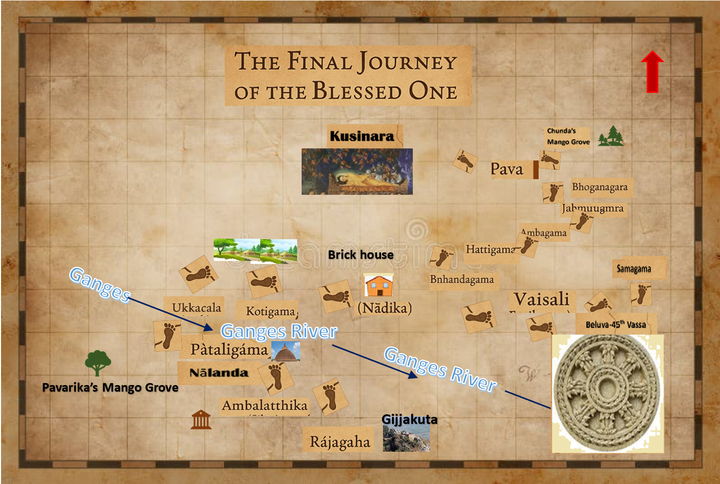 THE FINAL JOURNEY
OF THE BLESSED ONE
Kusinara
Chunda's
Mango Grove
Pava
Bhoganagara
Jabmuugmra
Ambagama
Hattigama
Brick house
Samagama
Bnhandagama
Ganges
Ukkaçala
Kotigama
(Nādika)
Vaisali
Beluva-45th Vassa
Ganges River
Pàtaligáma
Ganges River
Nālanda
Pavarika's Mango Grove
Ambalatthika
Gijjakuta
Rájagaha